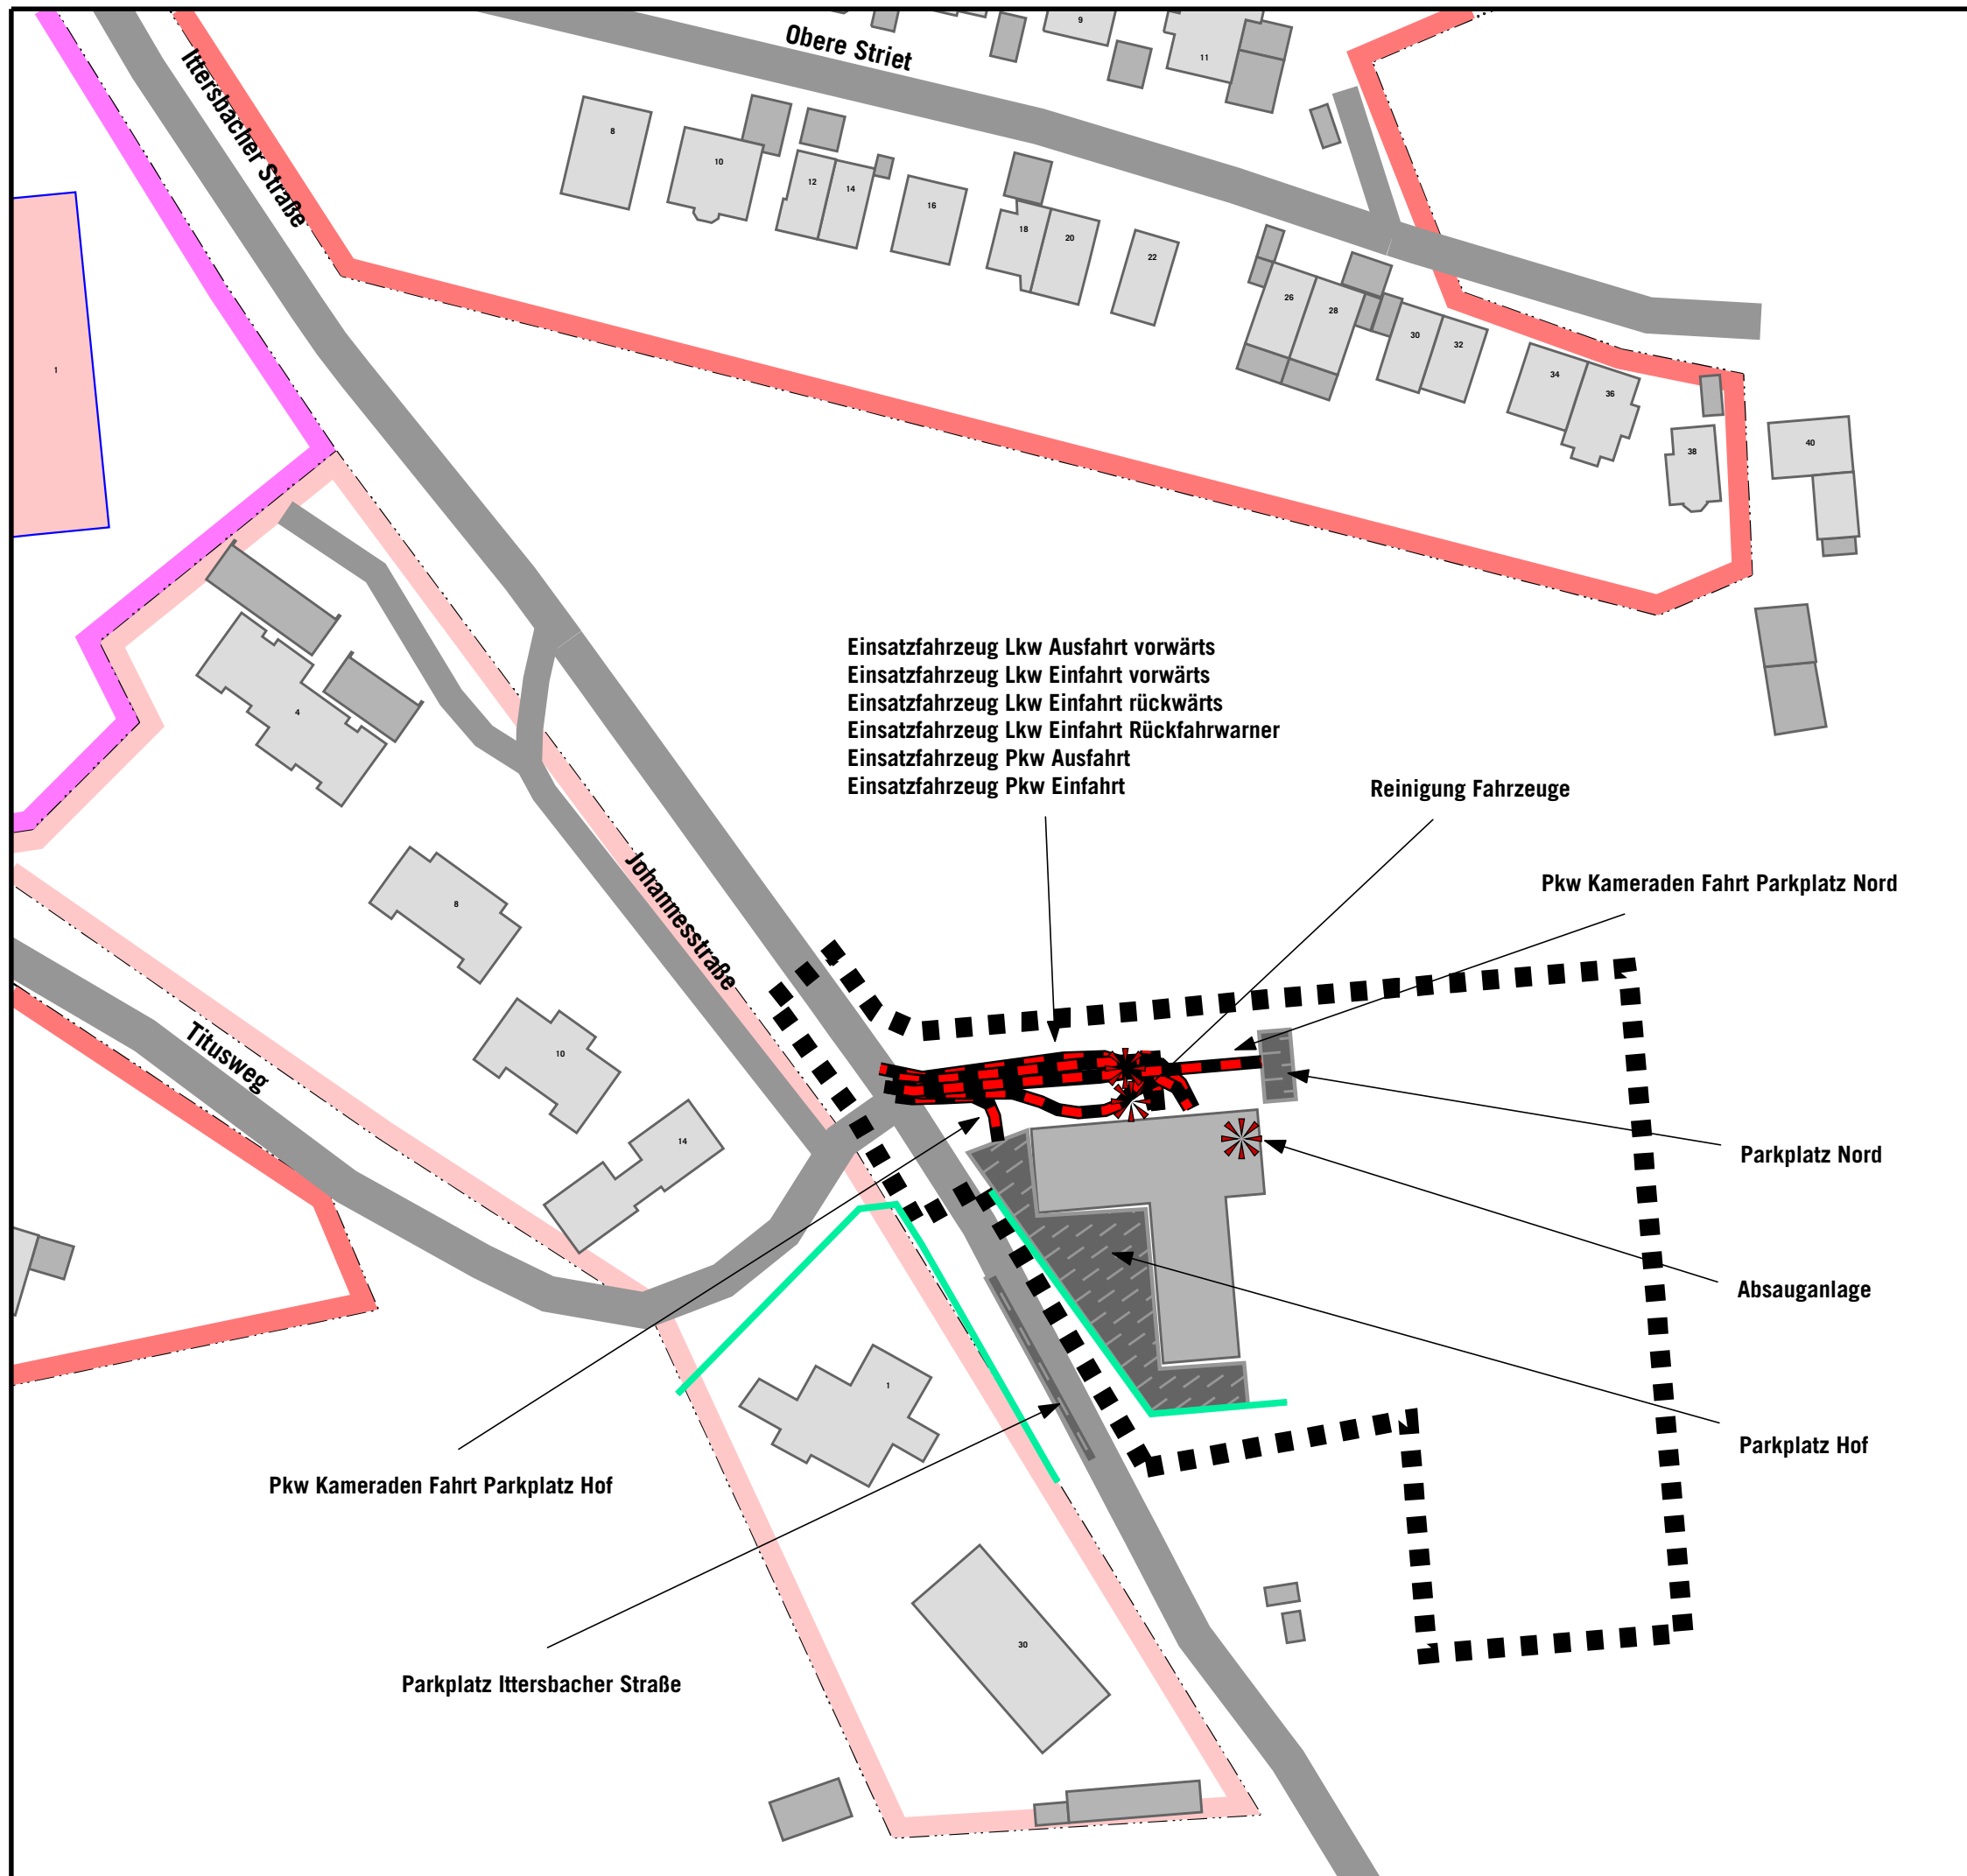 Obere Striet
9
11
Ittersbacher Straße
8
10
12
14
16
18
20
22
26
28
30
32
34
36
38
40
1
4
Einsatzfahrzeug Lkw Ausfahrt vorwärts
Einsatzfahrzeug Lkw Einfahrt vorwärts
Einsatzfahrzeug Lkw Einfahrt rückwärts
Einsatzfahrzeug Lkw Einfahrt Rückfahrwarner
Einsatzfahrzeug Pkw Ausfahrt
Einsatzfahrzeug Pkw Einfahrt
Reinigung Fahrzeuge
Pkw Kameraden Fahrt Parkplatz Nord
8
Johannesstraße
Titusweg
10
14
Parkplatz Nord
Absauganlage
1
Parkplatz Hof
Pkw Kameraden Fahrt Parkplatz Hof
30
Parkplatz Ittersbacher Straße